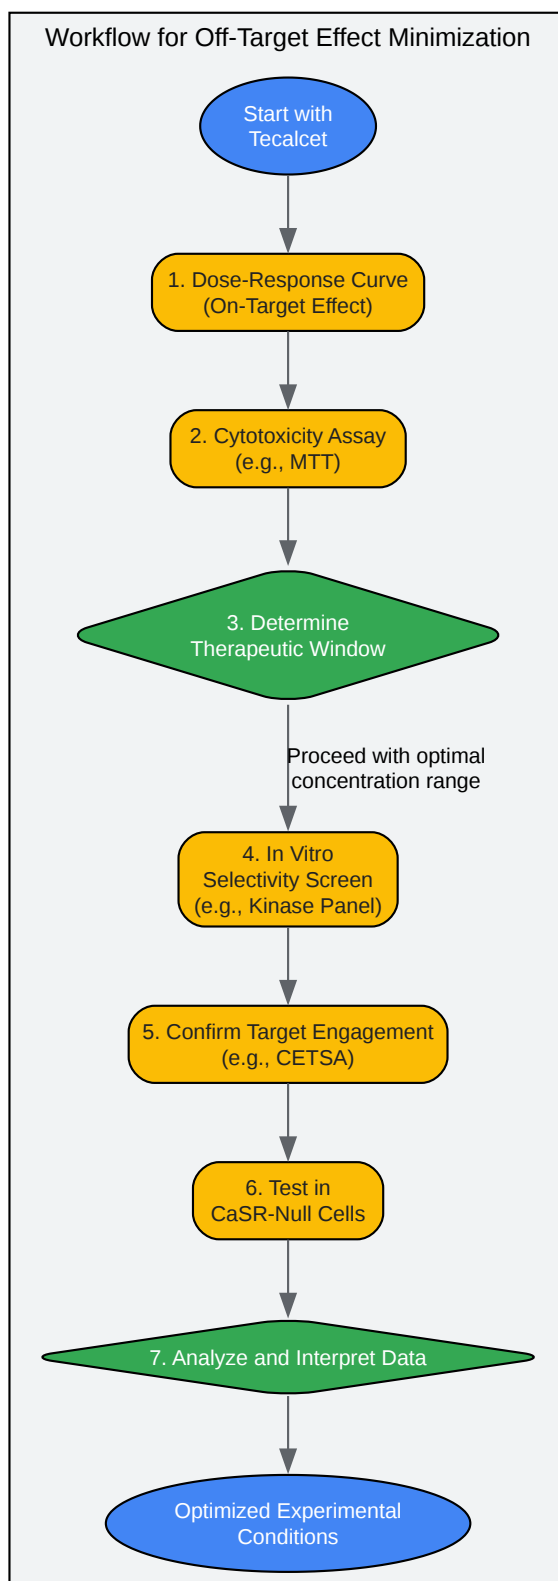 Workflow for Off-Target Effect Minimization
Start with
Tecalcet
1. Dose-Response Curve
(On-Target Effect)
2. Cytotoxicity Assay
(e.g., MTT)
3. Determine
Therapeutic Window
Proceed with optimal
concentration range
4. In Vitro
Selectivity Screen
(e.g., Kinase Panel)
5. Confirm Target Engagement
(e.g., CETSA)
6. Test in
CaSR-Null Cells
7. Analyze and Interpret Data
Optimized Experimental
Conditions